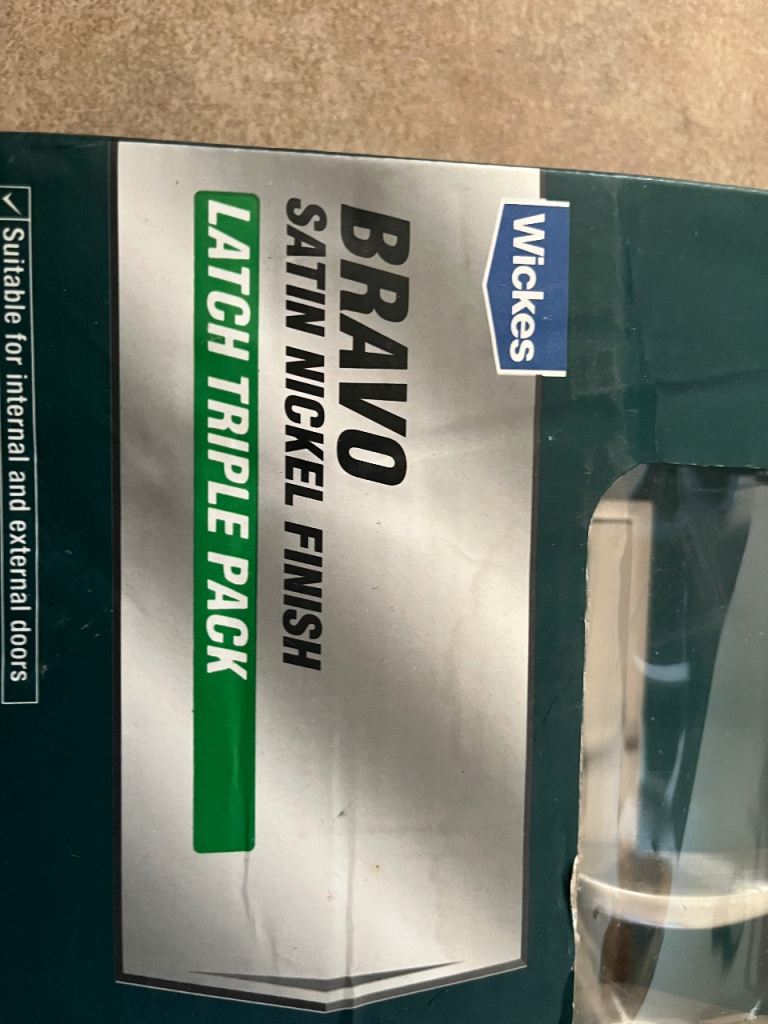 Wickes
BRAVO
SATIN NICKEL FINISH
LATCH TRIPLE PACK
✓ Suitable for internal and external doors